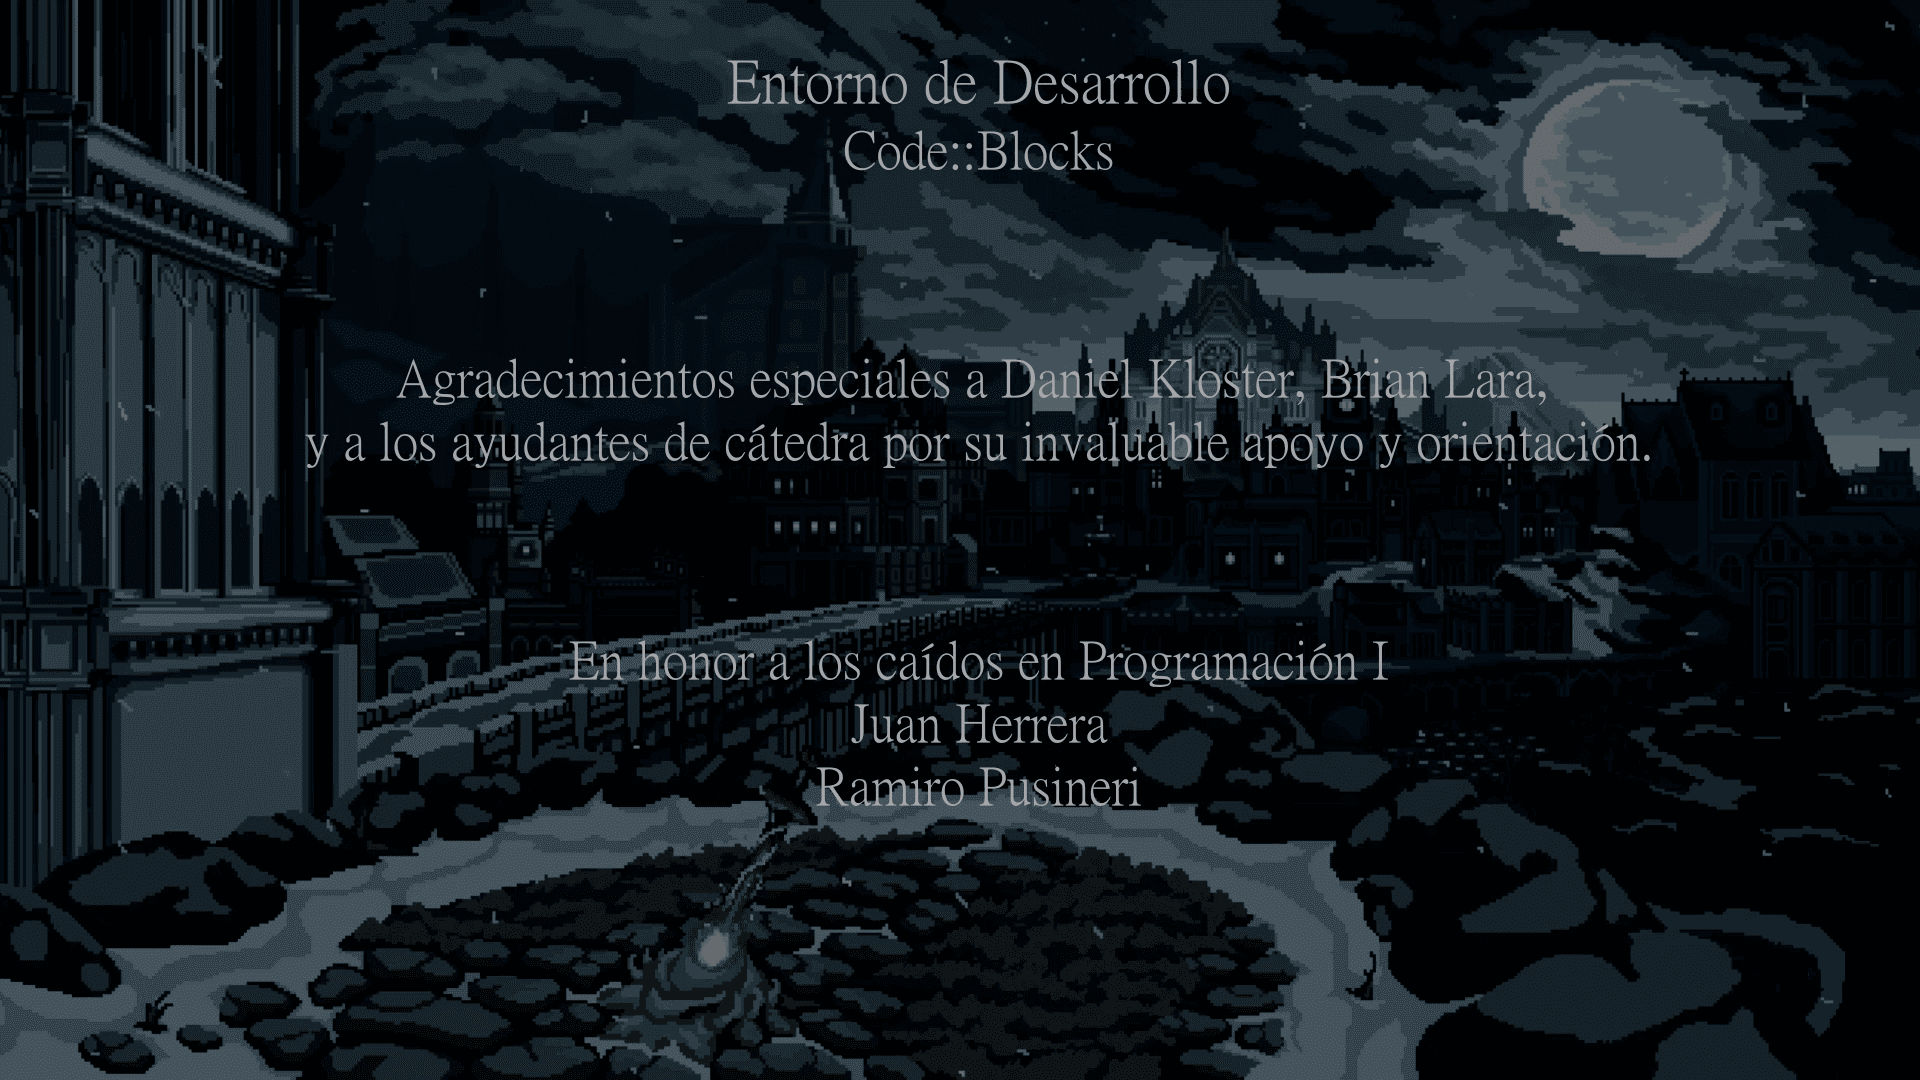 Entorno de Desarrollo
Code::Blocks
Agradecimientos especiales a Daniel Kloster, Brian Lara,
y a los ayudantes de cátedra por su invaluable apoyo y orientación.
En honor a los caídos en Programación I
Juan Herrera
Ramiro Pusineri